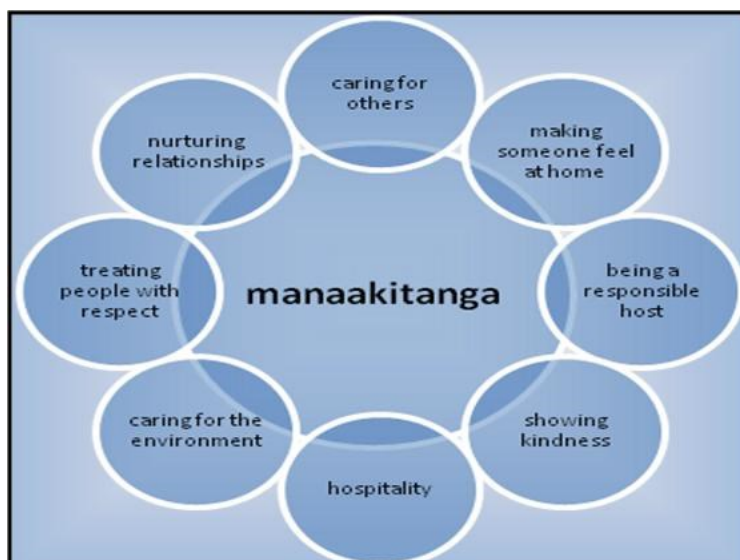 caring for
others
making
someone feel
at home
being a
responsible
host
showing
kindness
hospitality
caring for the
environment
treating
people with
respect
nurturing
relationships
manaakitanga